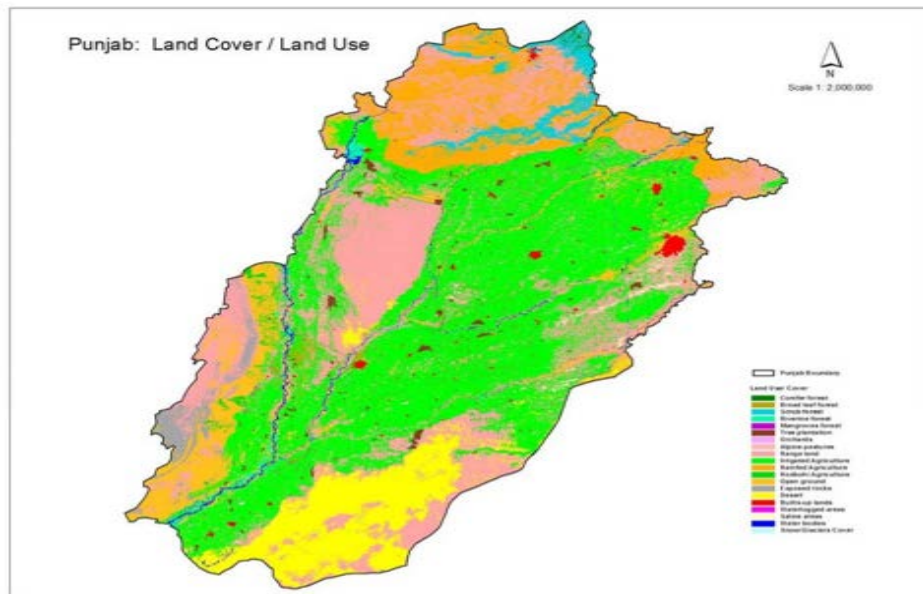 Punjab: Land Cover / Land Use
N
Scale 1: 2,000,000
Punjab Boundary
Land User Cover
Conifer forest
Broad leaf forest
Scrub forest
Riverine forest
Mangroves forest
Tree plantation
Orchards
Alpine pastures
Range land
Irrigated Agriculture
Rainfed Agriculture
Rodkohi Agriculture
Open ground
Exposed rocks
Desert
Builts-up lands
Waterlogged areas
Saline areas
Water bodies
Snow/Glaciers Cover